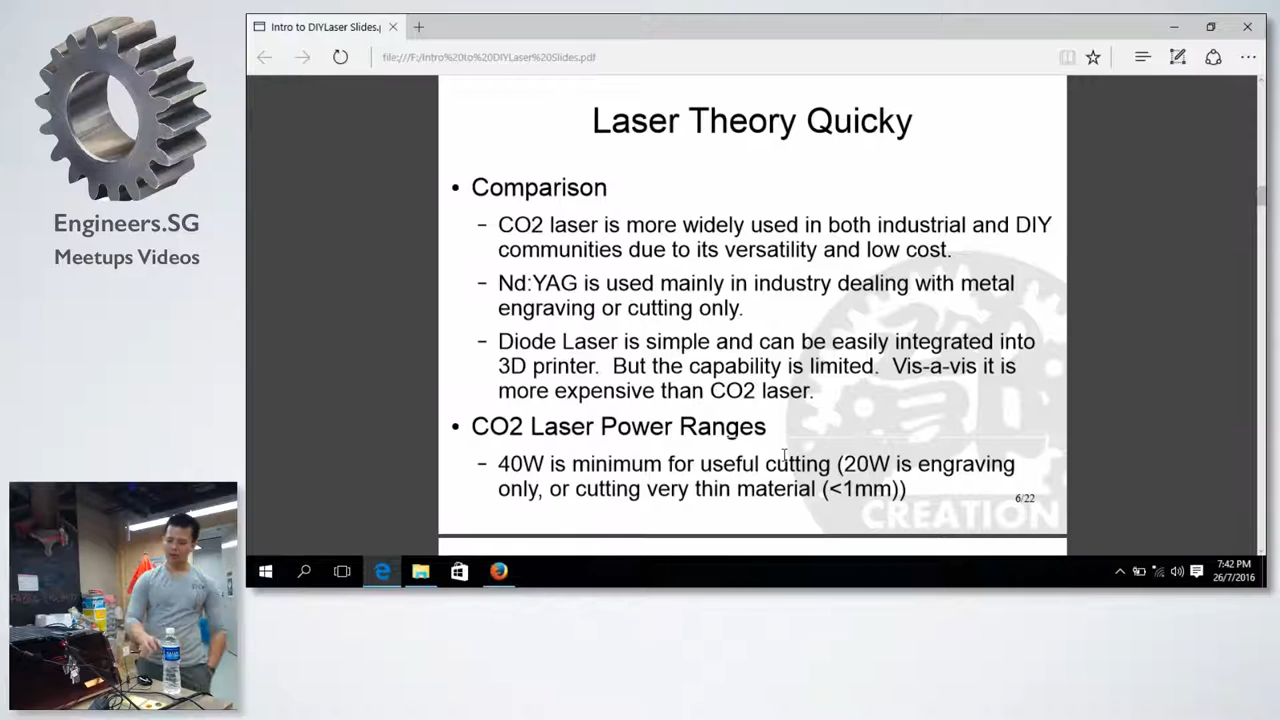 Intro to DIYLaser Slides.p
file:///F:/Intro%20to%20DIYLaser%20Slides.pdf
Laser Theory Quicky
• Comparison
– CO2 laser is more widely used in both industrial and DIY
communities due to its versatility and low cost.
– Nd:YAG is used mainly in industry dealing with metal
engraving or cutting only.
– Diode Laser is simple and can be easily integrated into
3D printer. But the capability is limited. Vis-a-vis it is
more expensive than CO2 laser.
• CO2 Laser Power Ranges
– 40W is minimum for useful cutting (20W is engraving
only, or cutting very thin material (<1mm))
6/22
CREATION
Engineers.SG
Meetups Videos
7:42 PM
26/7/2016